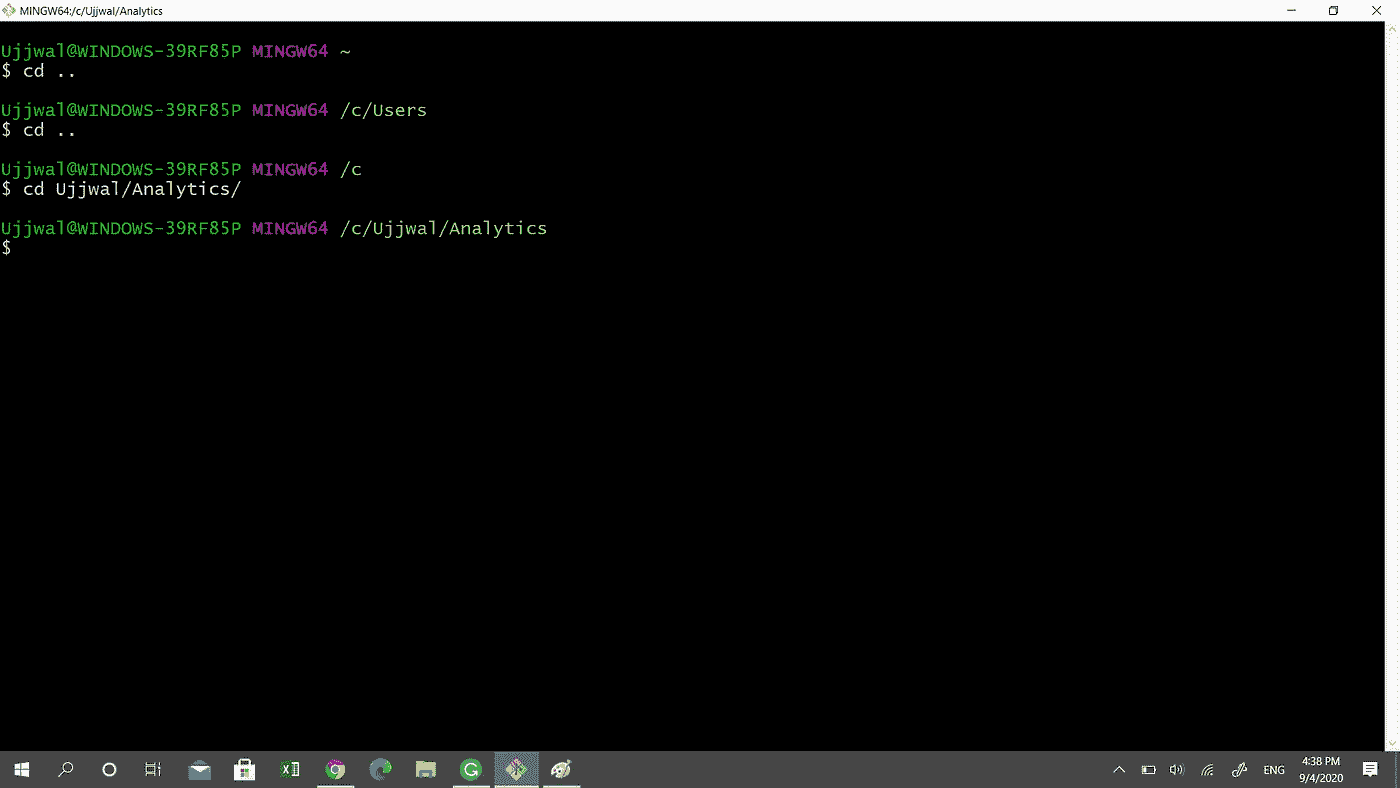 MINGW64:/c/Ujjwal/Analytics
Ujjwal@WINDOWS-39RF85P MINGW64 ~
$ cd ..
Ujjwal@WINDOWS-39RF85P MINGW64 /c/Users
$ cd ..
Ujjwal@WINDOWS-39RF85P MINGW64 /c
$ cd Ujjwal/Analytics/
Ujjwal@WINDOWS-39RF85P MINGW64 /c/Ujjwal/Analytics
$
ENG
4:38 PM
9/4/2020